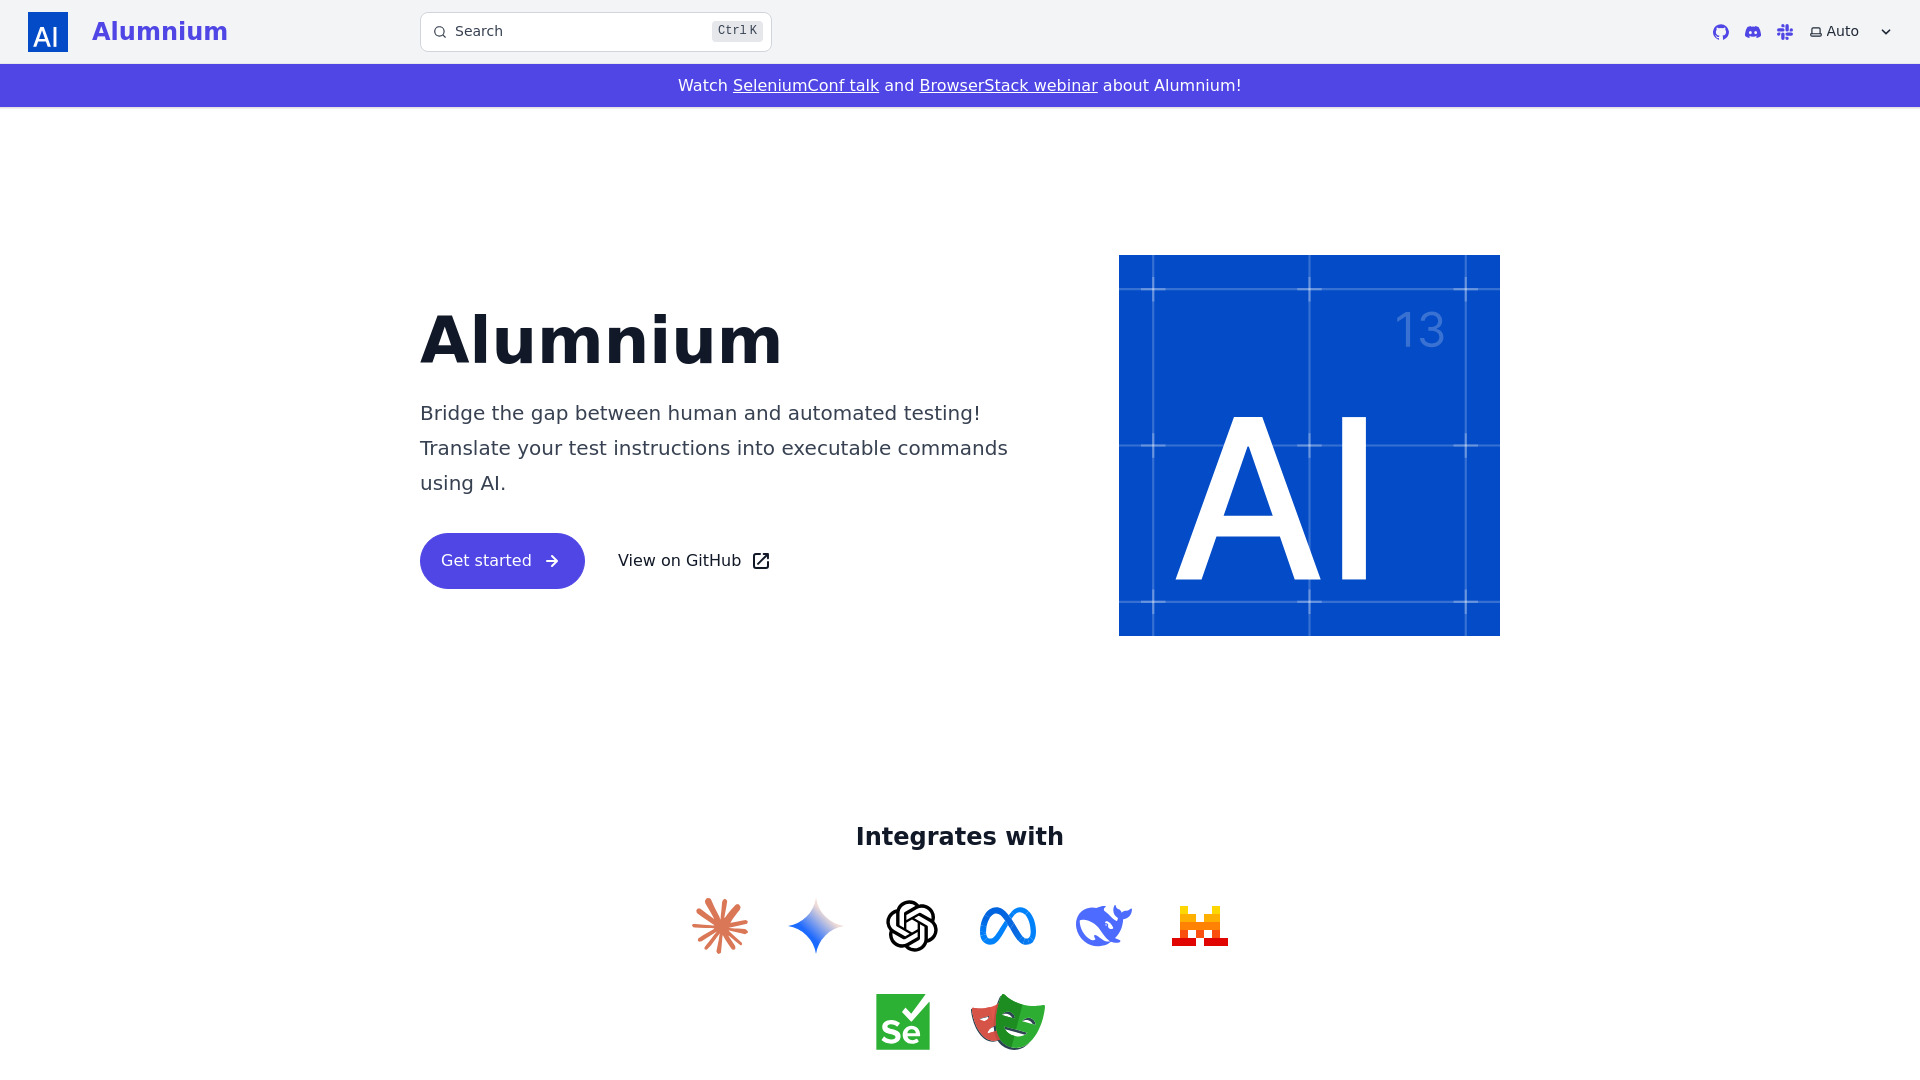 AI
Alumnium
Search
Ctrl K
Auto
Watch SeleniumConf talk and BrowserStack webinar about Alumnium!
Alumnium
Bridge the gap between human and automated testing!
Translate your test instructions into executable commands
using AI.
Get started
View on GitHub
13
AI
Integrates with
Se